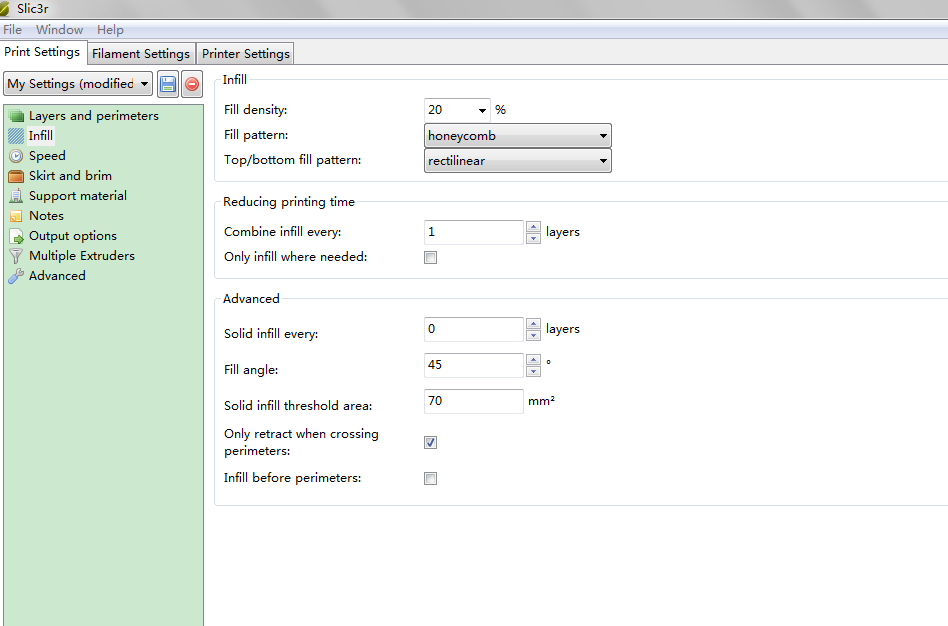 Slic3r
File Window Help
Print Settings Filament Settings Printer Settings
My Settings (modified
Layers and perimeters
Infill
Speed
Skirt and brim
Support material
Notes
Output options
Multiple Extruders
Advanced
Infill
Fill density: 20 %
Fill pattern: honeycomb
Top/bottom fill pattern: rectilinear
Reducing printing time
Combine infill every: 1 layers
Only infill where needed:
Advanced
Solid infill every: 0 layers
Fill angle: 45 °
Solid infill threshold area: 70 mm²
Only retract when crossing
perimeters:
Infill before perimeters: